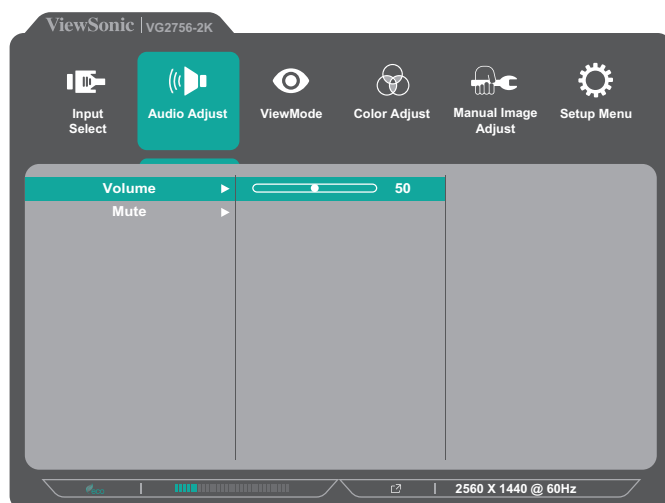 ViewSonic VG2756-2K
Input
Select
Audio Adjust
ViewMode
Color Adjust
Manual Image
Adjust
Setup Menu
Volume 50
Mute
eco
2560 X 1440 @ 60Hz